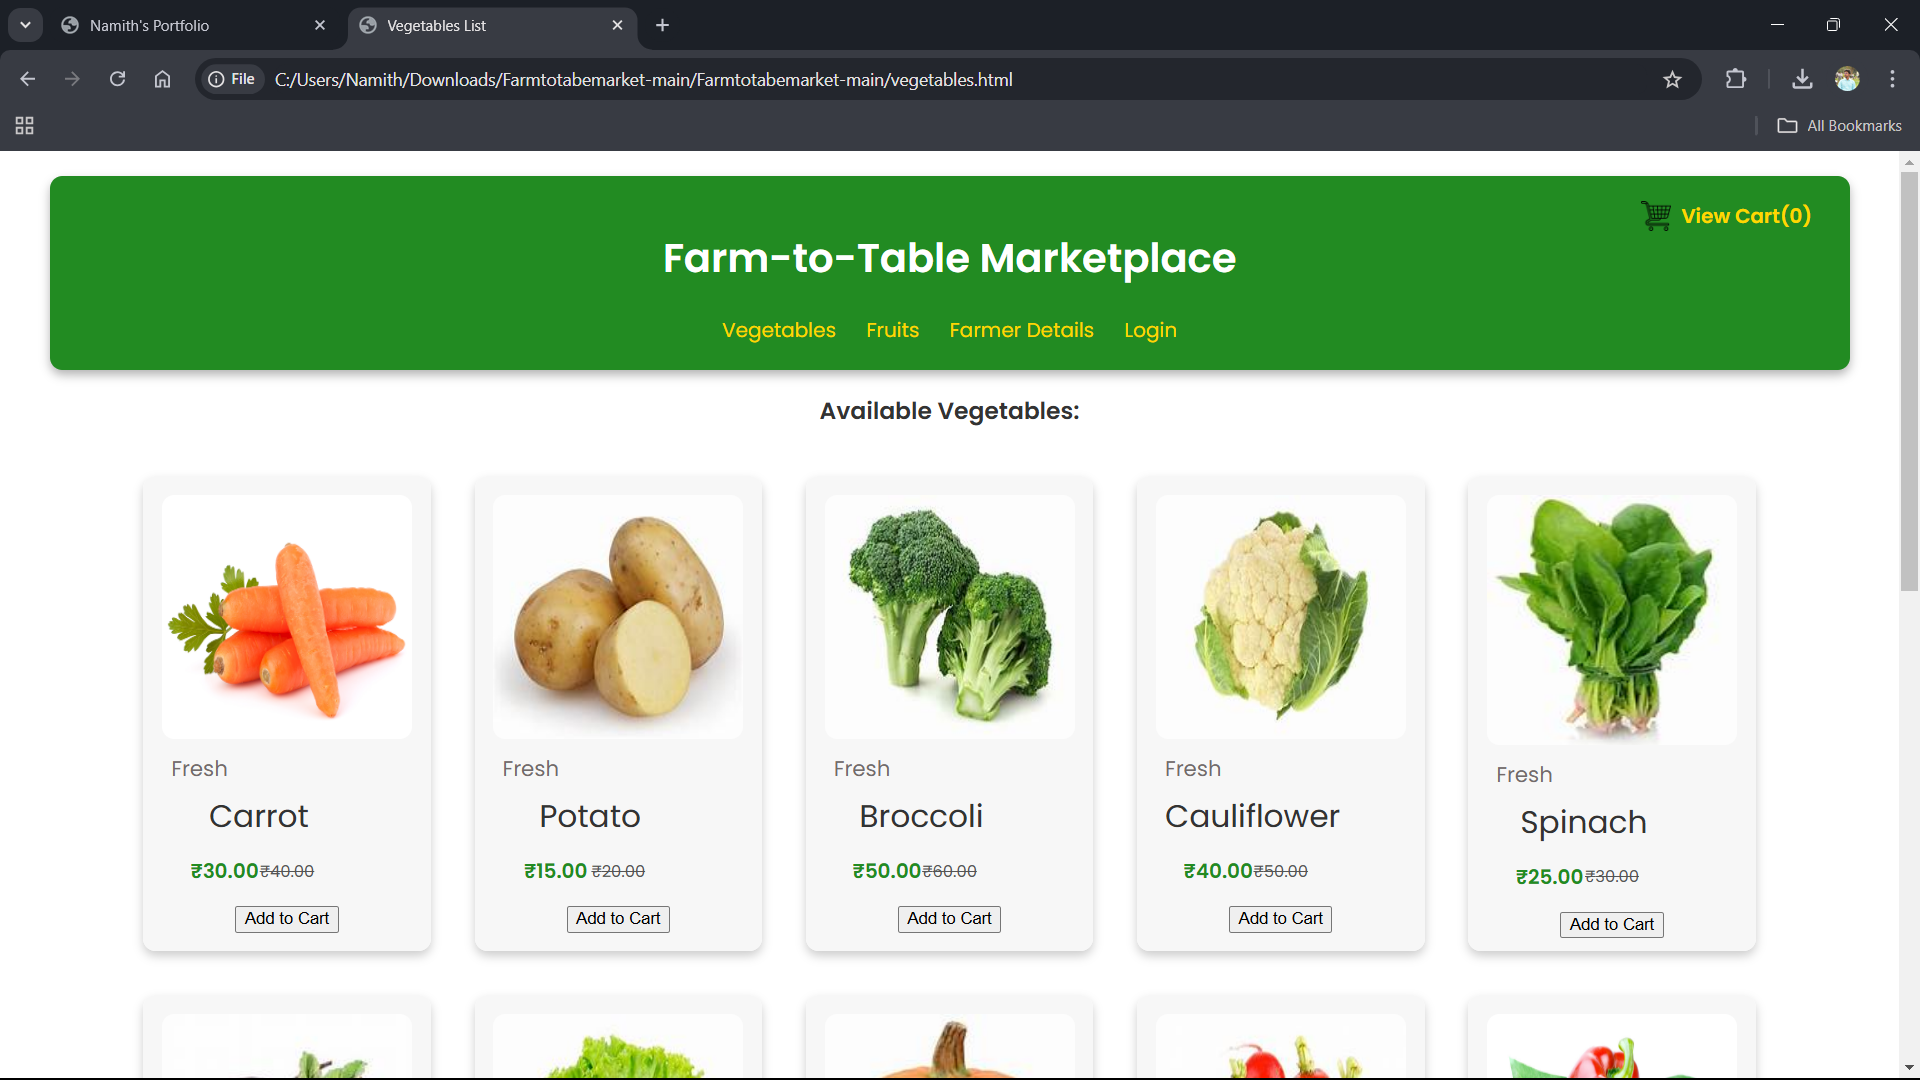 Namith's Portfolio
Vegetables List
File
C:/Users/Namith/Downloads/Farmtotabemarket-main/Farmtotabemarket-main/vegetables.html
All Bookmarks
View Cart(0)
Farm-to-Table Marketplace
Vegetables Fruits Farmer Details Login
Available Vegetables:
Fresh
Carrot
₹30.00₹40.00
Add to Cart
Fresh
Potato
₹15.00 ₹20.00
Add to Cart
Fresh
Broccoli
₹50.00₹60.00
Add to Cart
Fresh
Cauliflower
₹40.00₹50.00
Add to Cart
Fresh
Spinach
₹25.00₹30.00
Add to Cart